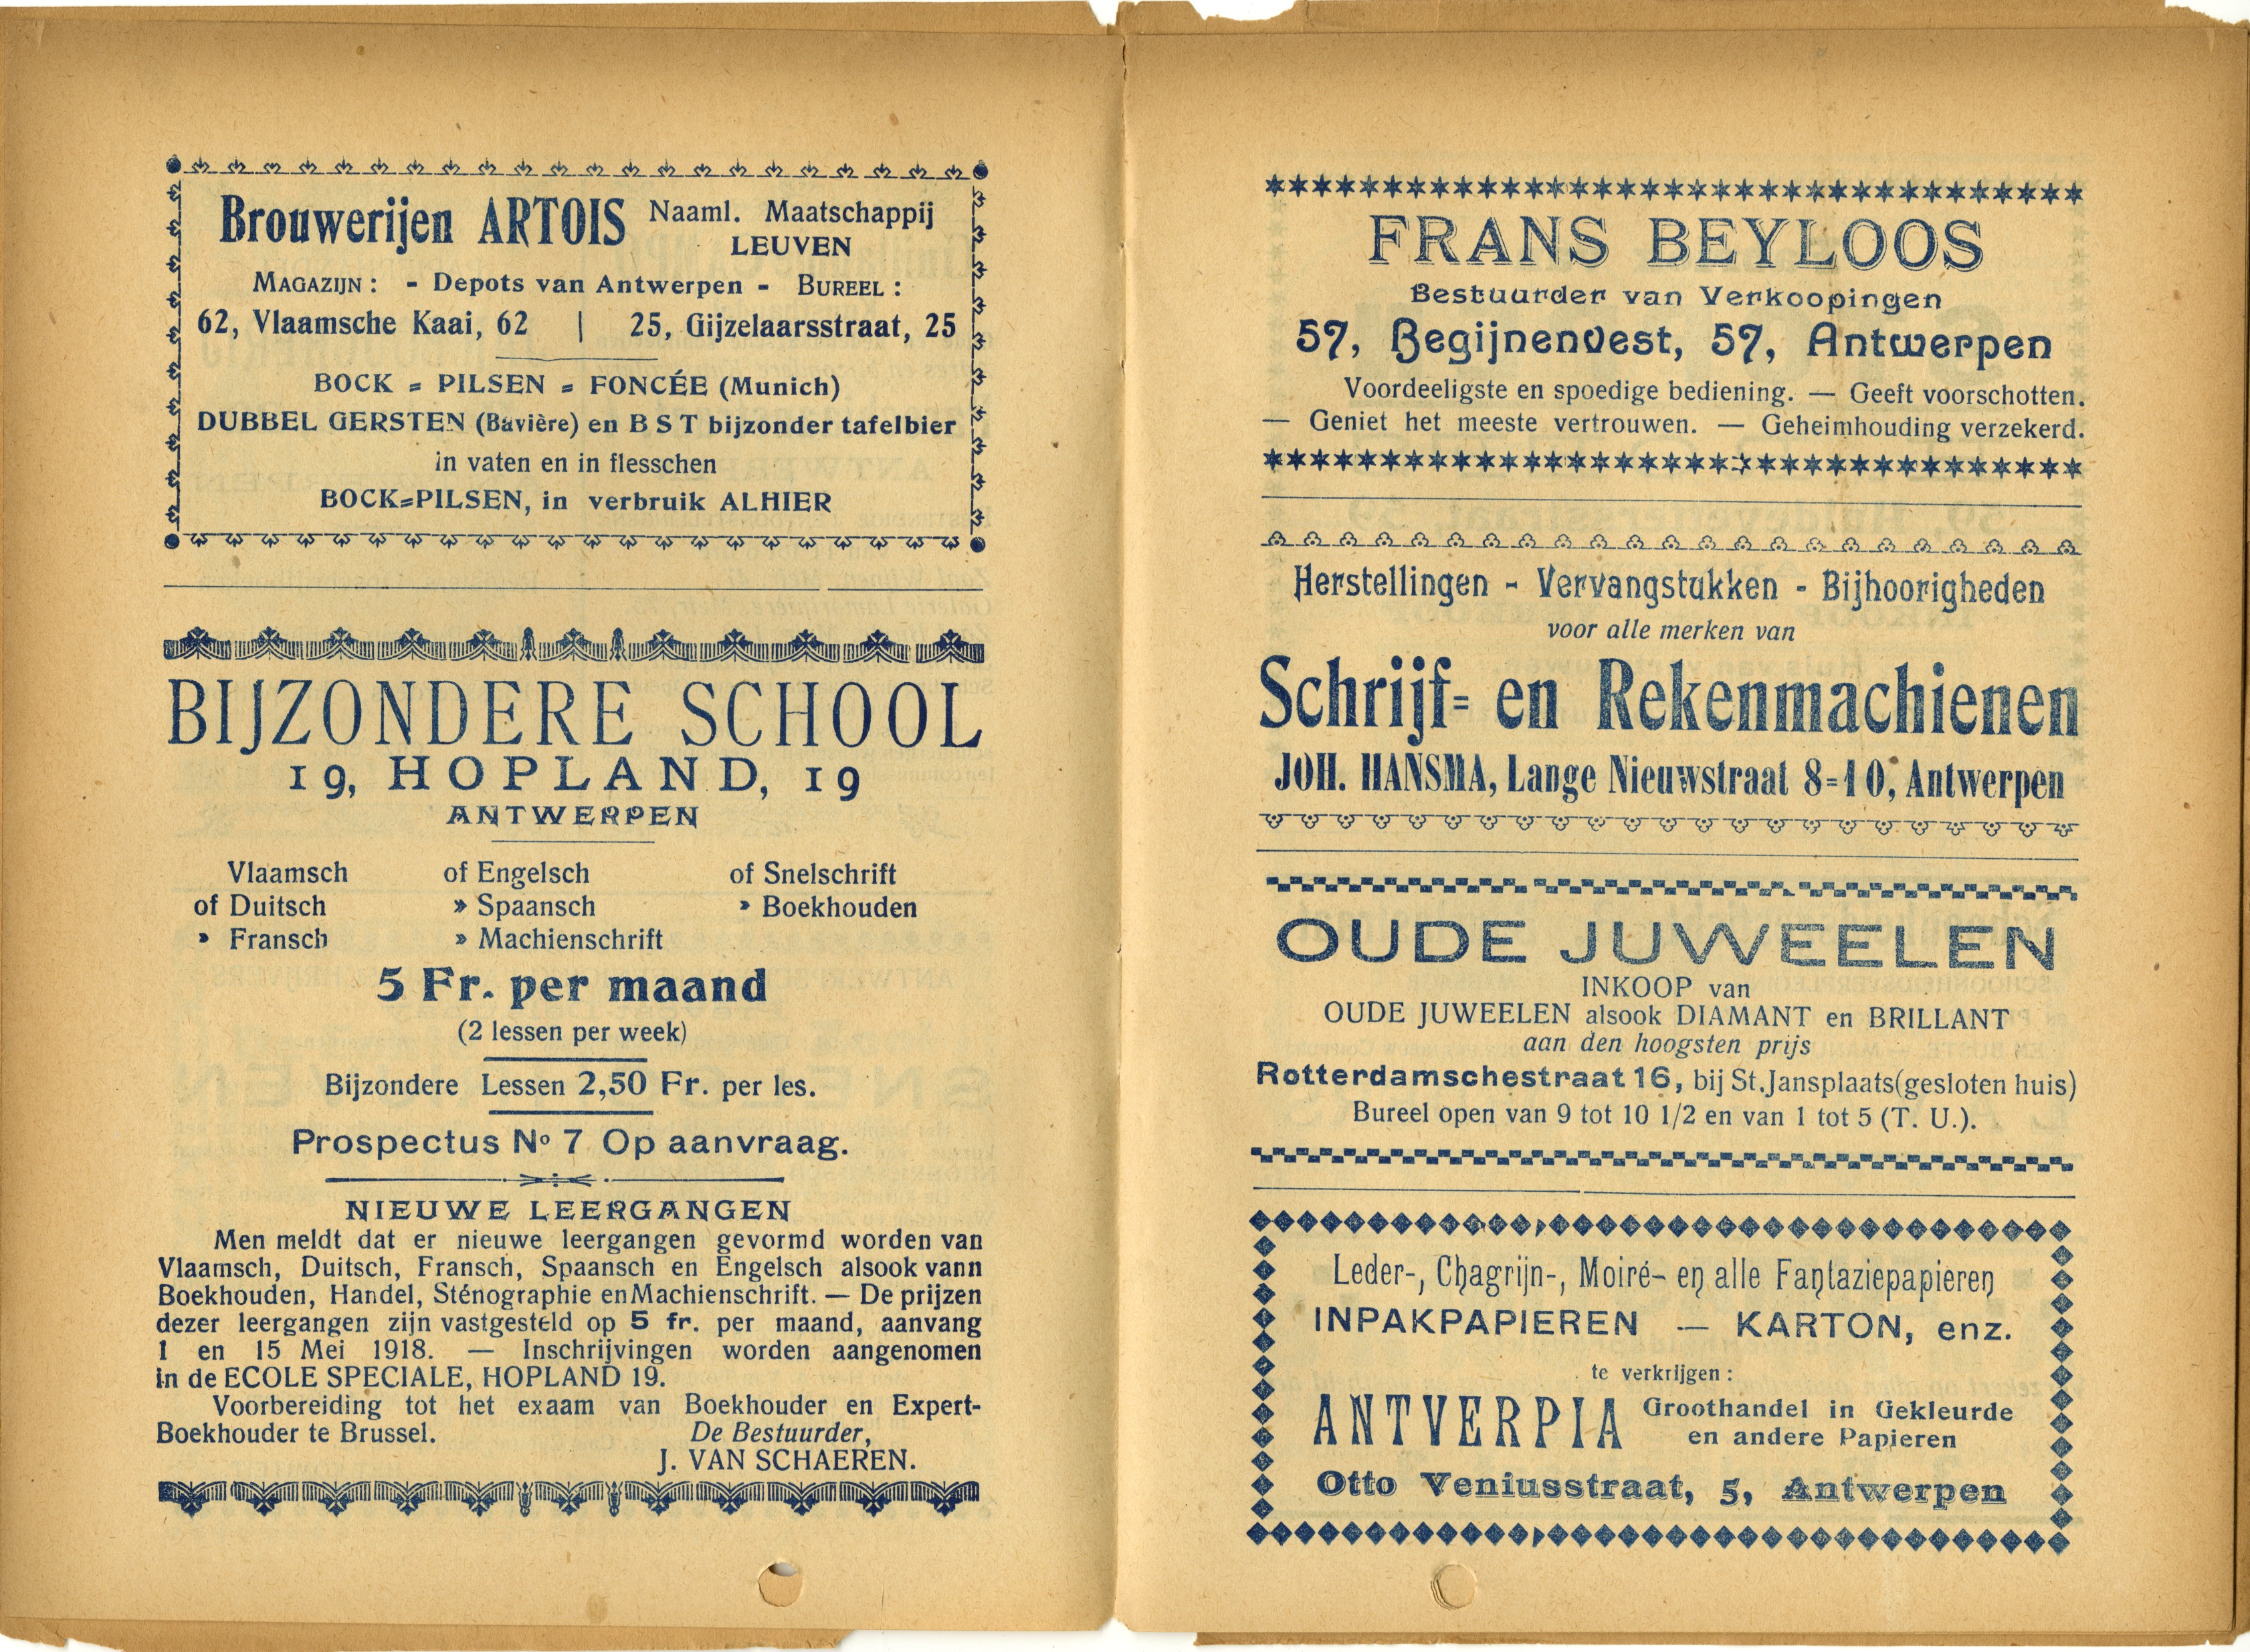 Brouwerijen ARTOIS Naaml. Maatschappij
LEUVEN
MAGAZIJN : - Depots van Antwerpen - BUREEL :
62, Vlaamsche Kaai, 62 | 25, Gijzelaarsstraat, 25
BOCK = PILSEN = FONCÉE (Munich)
DUBBEL GERSTEN (Bavière) en B S T bijzonder tafelbier
in vaten en in flesschen
BOCK=PILSEN, in verbruik ALHIER
BIJZONDERE SCHOOL
19, HOPLAND, 19
ANTWERPEN
Vlaamsch of Engelsch of Snelschrift
of Duitsch » Spaansch » Boekhouden
» Fransch » Machienschrift
5 Fr. per maand
(2 lessen per week)
Bijzondere Lessen 2,50 Fr. per les.
Prospectus No 7 Op aanvraag.
NIEUWE LEERGANGEN
Men meldt dat er nieuwe leergangen gevormd worden van
Vlaamsch, Duitsch, Fransch, Spaansch en Engelsch alsook vann
Boekhouden, Handel, Sténographie en Machienschrift. — De prijzen
dezer leergangen zijn vastgesteld op 5 fr. per maand, aanvang
1 en 15 Mei 1918. — Inschrijvingen worden aangenomen
in de ECOLE SPECIALE, HOPLAND 19.
Voorbereiding tot het exaam van Boekhouder en Expert-
Boekhouder te Brussel. De Bestuurder,
J. VAN SCHAEREN.
FRANS BEYLOOS
Bestuurder van Verkoopingen
57, Begijnenvest, 57, Antwerpen
Voordeeligste en spoedige bediening. — Geeft voorschotten.
— Geniet het meeste vertrouwen. — Geheimhouding verzekerd.
Herstellingen - Vervangstukken - Bijhoorigheden
voor alle merken van
Schrijf= en Rekenmachienen
JOH. HANSMA, Lange Nieuwstraat 8=10, Antwerpen
OUDE JUWEELEN
INKOOP van
OUDE JUWEELEN alsook DIAMANT en BRILLANT
aan den hoogsten prijs
Rotterdamschestraat 16, bij St. Jansplaats (gesloten huis)
Bureel open van 9 tot 10 1/2 en van 1 tot 5 (T. U.).
Leder-, Chagrijn-, Moiré- en alle Fantaziepapieren
INPAKPAPIEREN — KARTON, enz.
te verkrijgen :
ANTVERPIA Groothandel in Gekleurde
en andere Papieren
Otto Veniusstraat, 5, Antwerpen